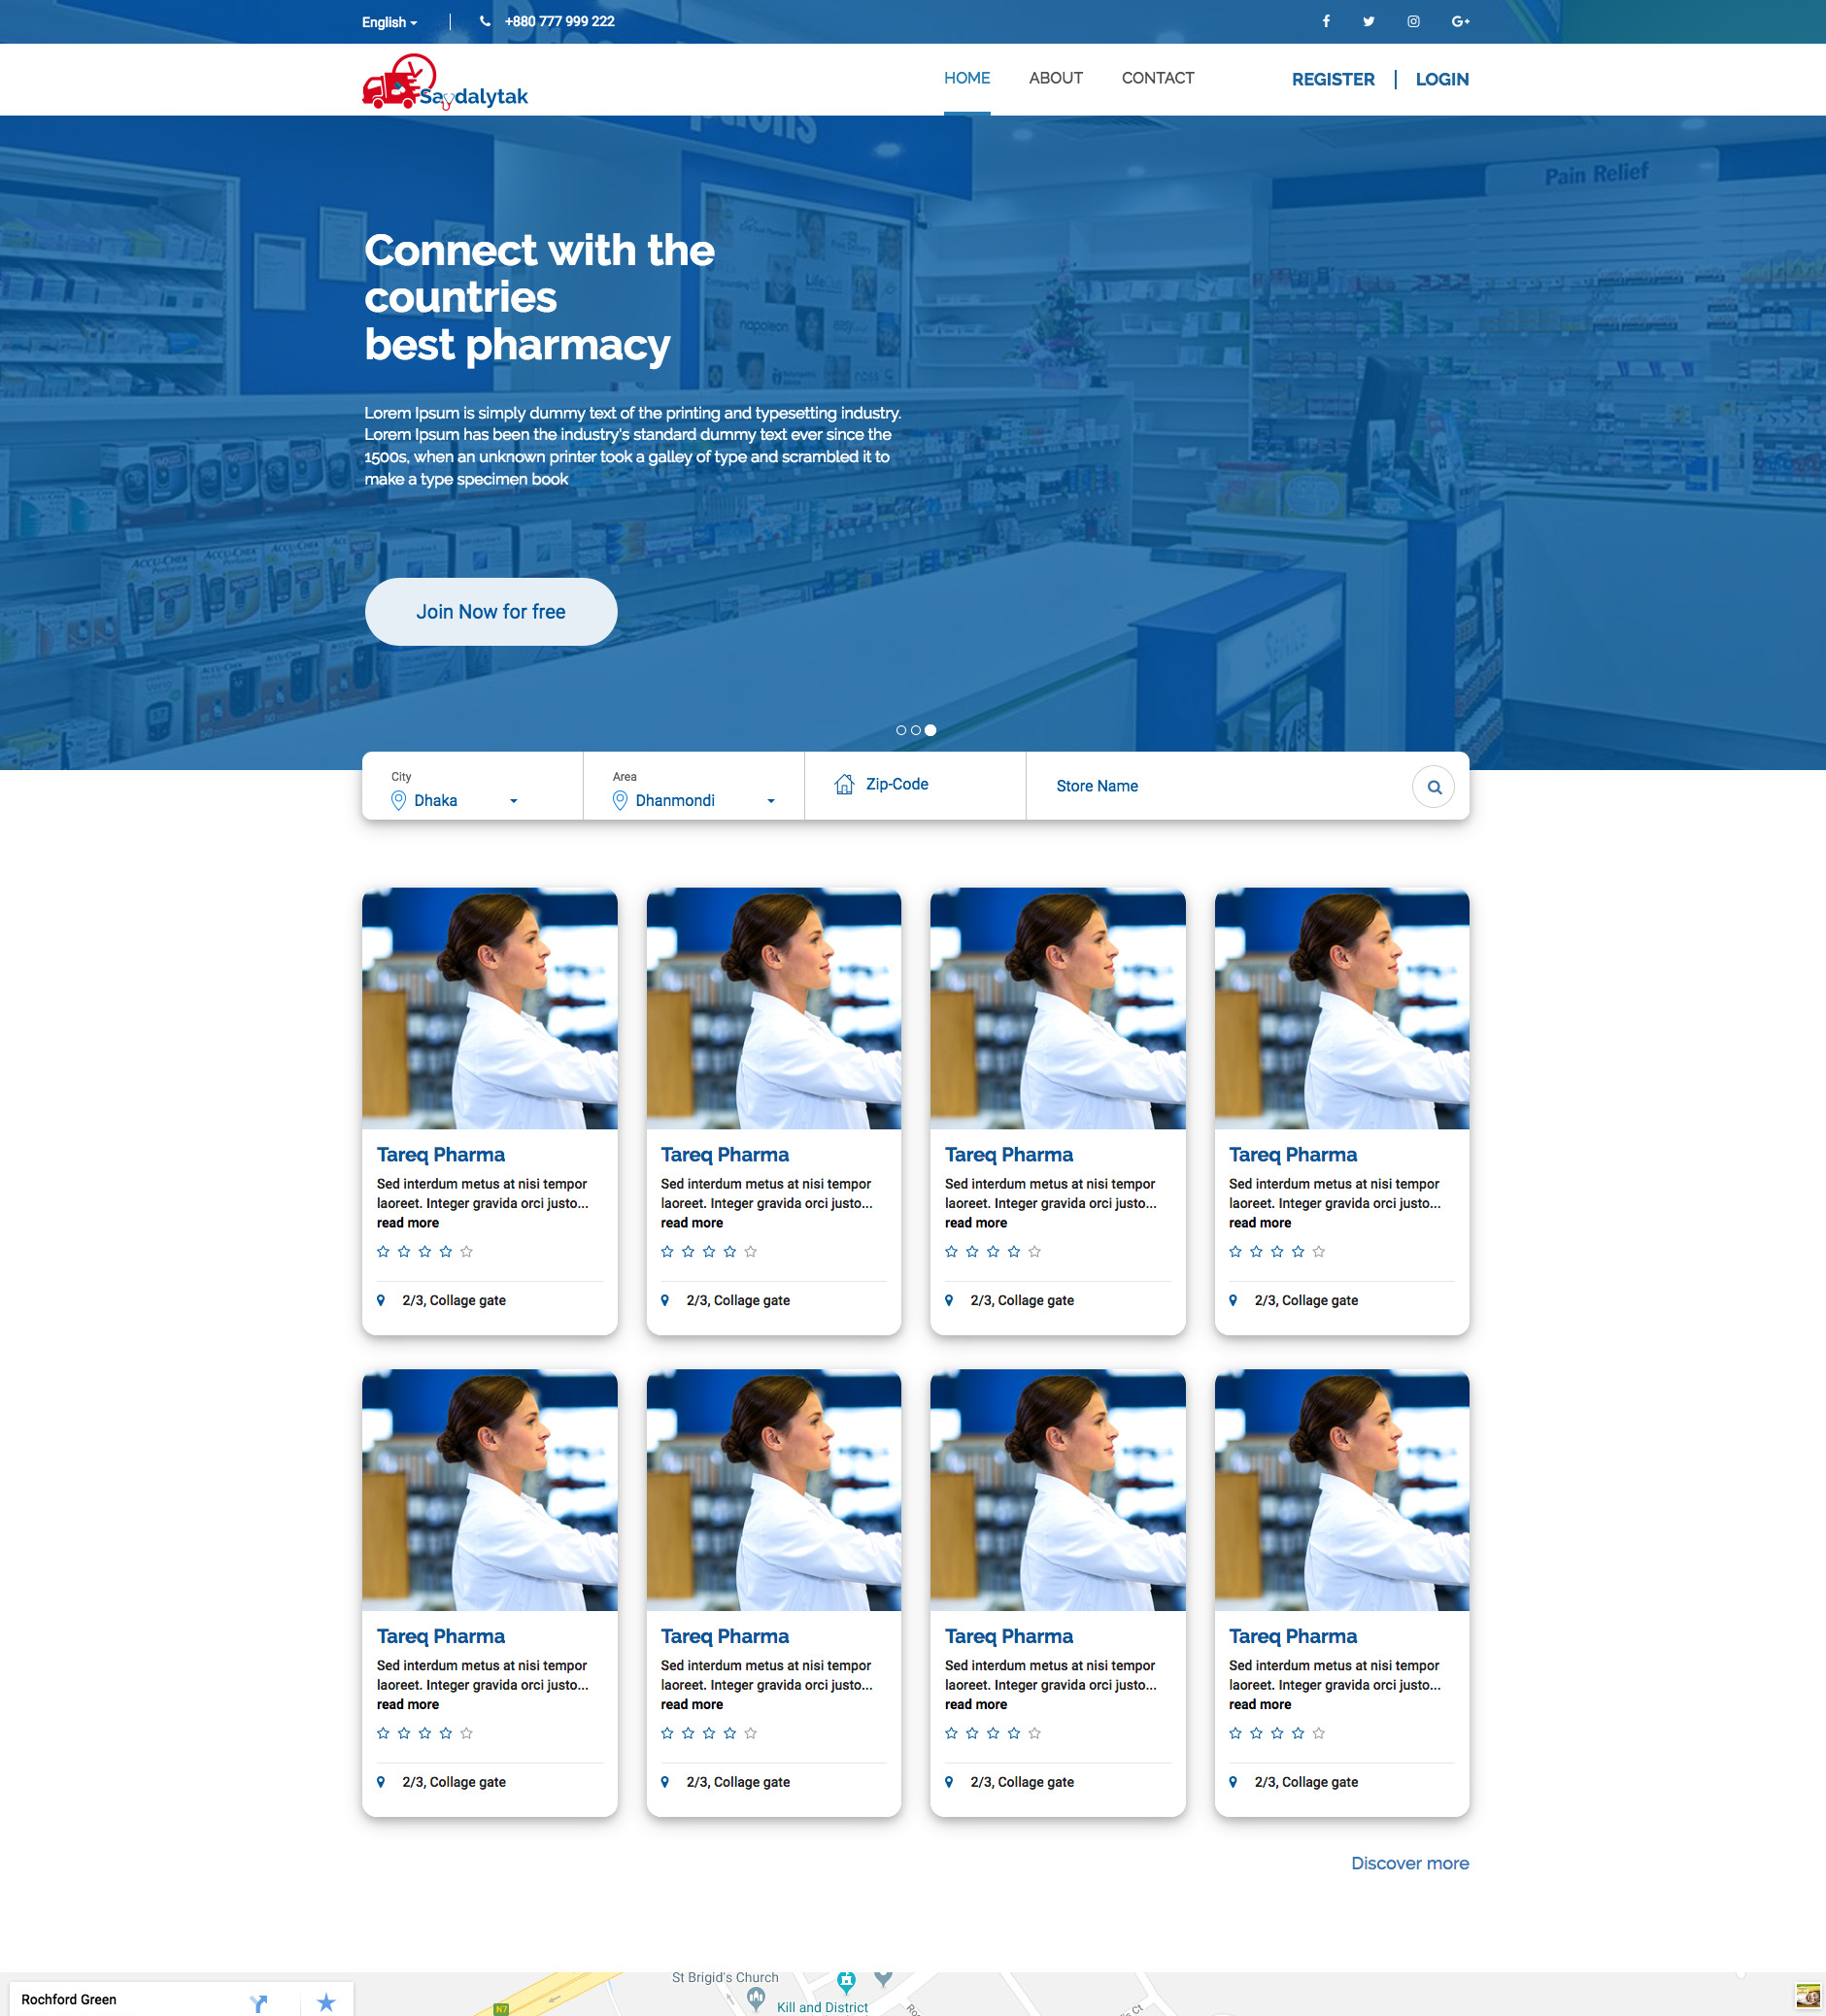 English
+880 777 999 222
Saydalytak
HOME
ABOUT
CONTACT
REGISTER
LOGIN
Pain Relief
Connect with the
countries
best pharmacy
Lorem Ipsum is simply dummy text of the printing and typesetting industry.
Lorem Ipsum has been the industry's standard dummy text ever since the
1500s, when an unknown printer took a galley of type and scrambled it to
make a type specimen book
napoleon
ACCU-CHEK
Performa
ACCU-CHEK
Performa
Join Now for free
Service
City
Dhaka
Area
Dhanmondi
Zip-Code
Store Name
Tareq Pharma
Sed interdum metus at nisi tempor
laoreet. Integer gravida orci justo...
read more
2/3, Collage gate
Tareq Pharma
Sed interdum metus at nisi tempor
laoreet. Integer gravida orci justo...
read more
2/3, Collage gate
Tareq Pharma
Sed interdum metus at nisi tempor
laoreet. Integer gravida orci justo...
read more
2/3, Collage gate
Tareq Pharma
Sed interdum metus at nisi tempor
laoreet. Integer gravida orci justo...
read more
2/3, Collage gate
Tareq Pharma
Sed interdum metus at nisi tempor
laoreet. Integer gravida orci justo...
read more
2/3, Collage gate
Tareq Pharma
Sed interdum metus at nisi tempor
laoreet. Integer gravida orci justo...
read more
2/3, Collage gate
Tareq Pharma
Sed interdum metus at nisi tempor
laoreet. Integer gravida orci justo...
read more
2/3, Collage gate
Tareq Pharma
Sed interdum metus at nisi tempor
laoreet. Integer gravida orci justo...
read more
2/3, Collage gate
Discover more
St Brigid's Church
Rochford Green
N7
Kill and District